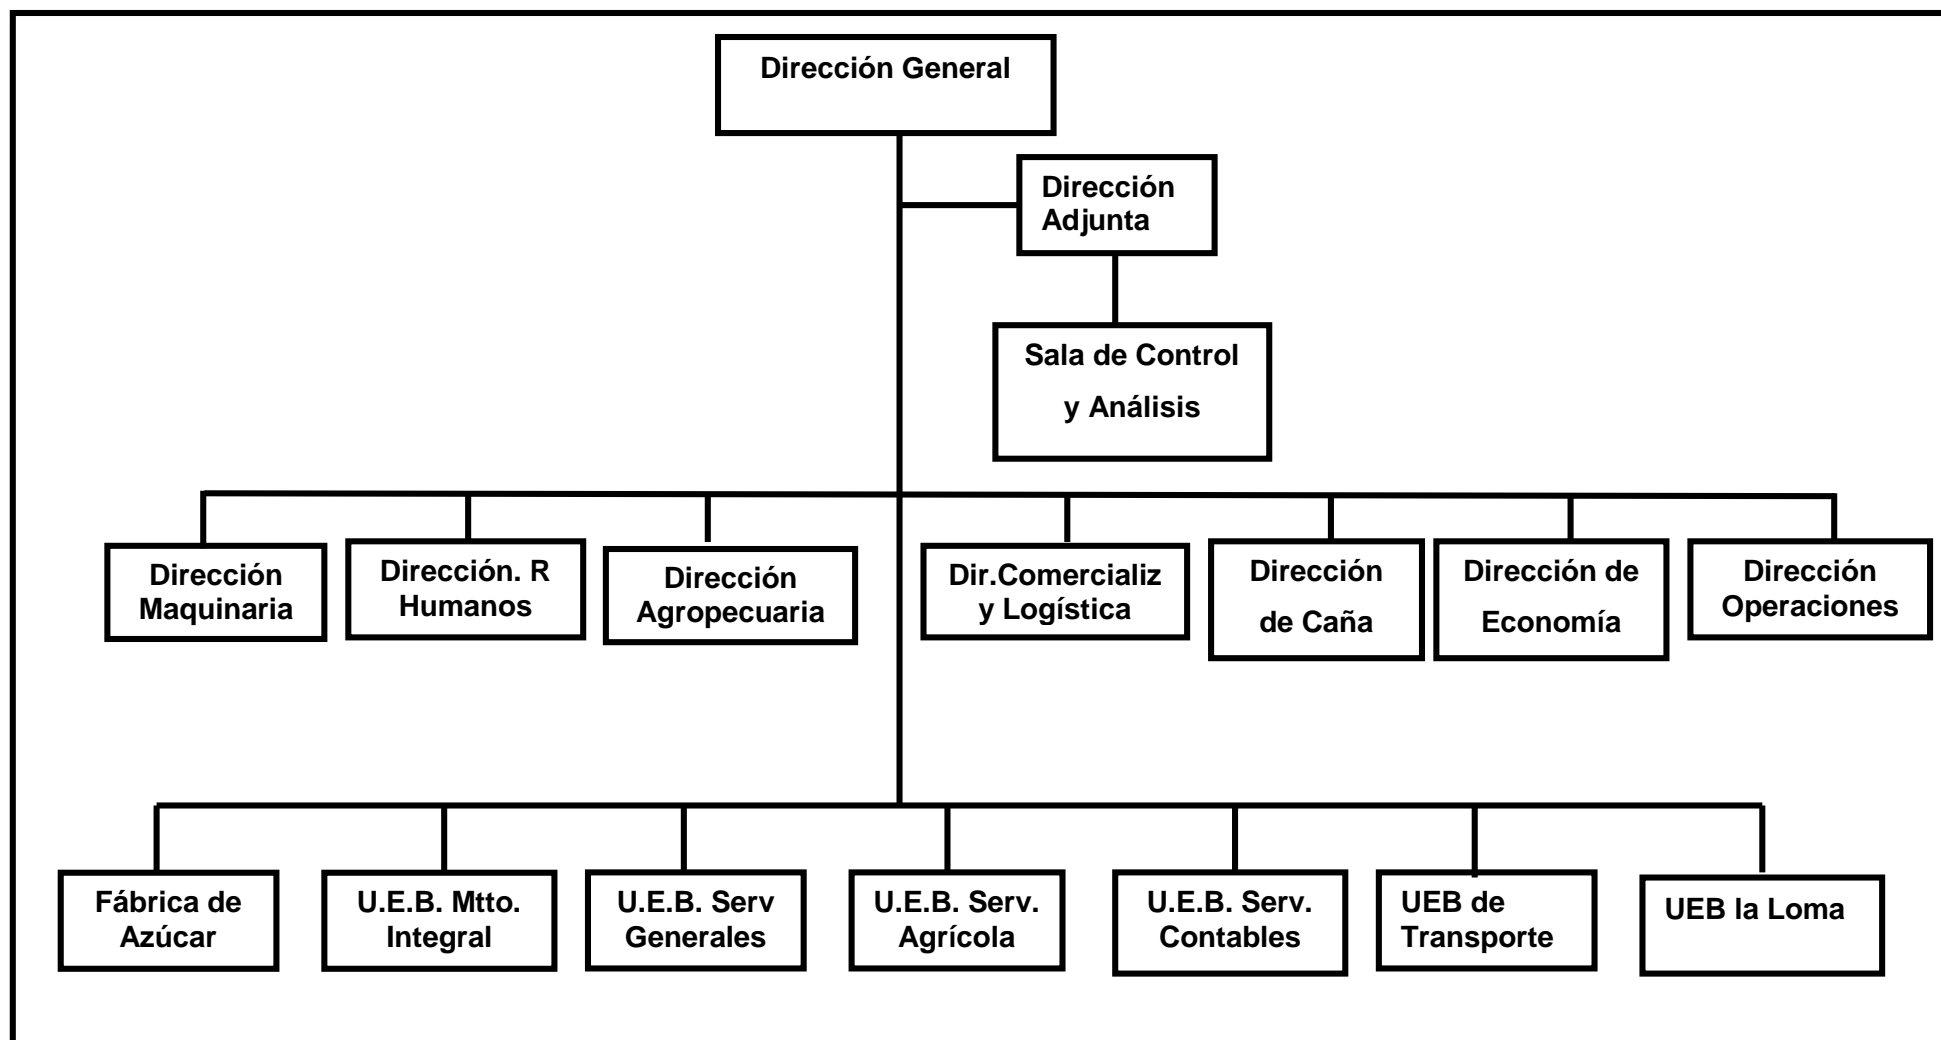 Dirección General
Dirección
Adjunta
Sala de Control
y Análisis
Dirección
Maquinaria
Dirección. R
Humanos
Dirección
Agropecuaria
Dir.Comercializ
y Logística
Dirección
de Caña
Dirección de
Economía
Dirección
Operaciones
Fábrica de
Azúcar
U.E.B. Mtto.
Integral
U.E.B. Serv
Generales
U.E.B. Serv.
Agrícola
U.E.B. Serv.
Contables
UEB de
Transporte
UEB la Loma